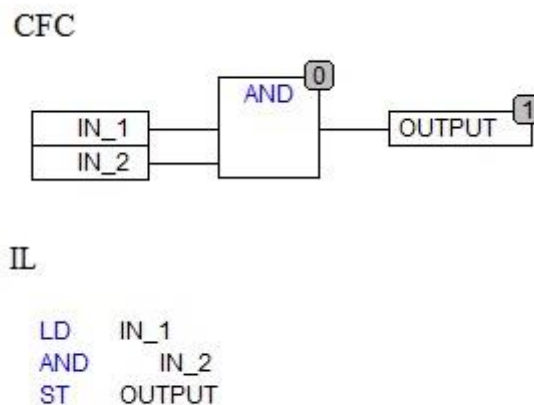 CFC
AND 0
IN_1
IN_2
OUTPUT 1
IL
LD IN_1
AND IN_2
ST OUTPUT